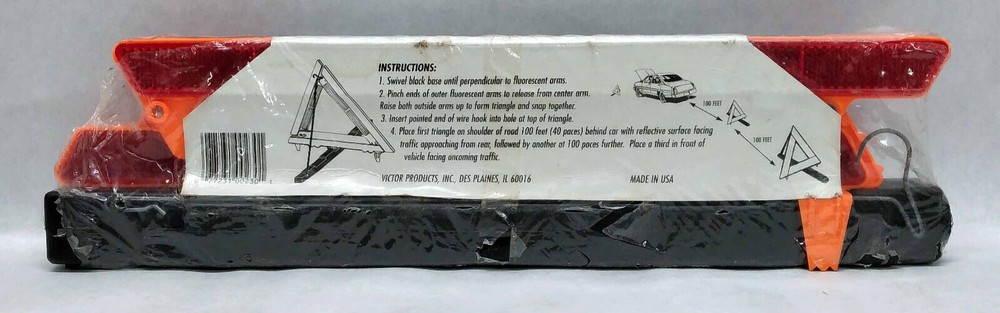 INSTRUCTIONS:
1. Swivel black base until perpendicular to fluorescent arms.
2. Pinch ends of outer fluorescent arms to release from center arm.
Raise both outside arms up to form triangle and snap together.
3. Insert pointed end of wire hook into hole at top of triangle.
4. Place first triangle on shoulder of road 100 feet (40 paces) behind car with reflective surface facing
traffic approaching from rear, followed by another at 100 paces further. Place a third in front of
vehicle facing oncoming traffic.
VICTOR PRODUCTS, INC., DES PLAINES, IL 60016
MADE IN USA
100 FEET
100 FEET